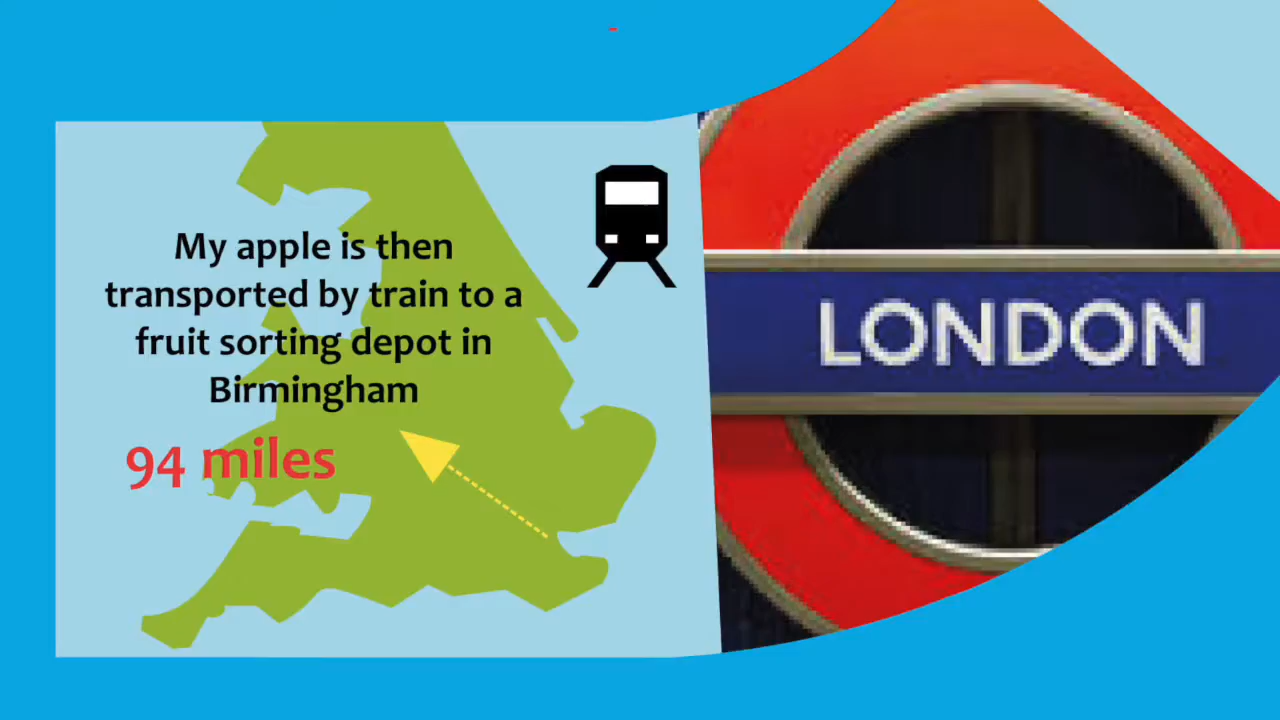 My apple is then
transported by train to a
fruit sorting depot in
Birmingham
94 miles
LONDON